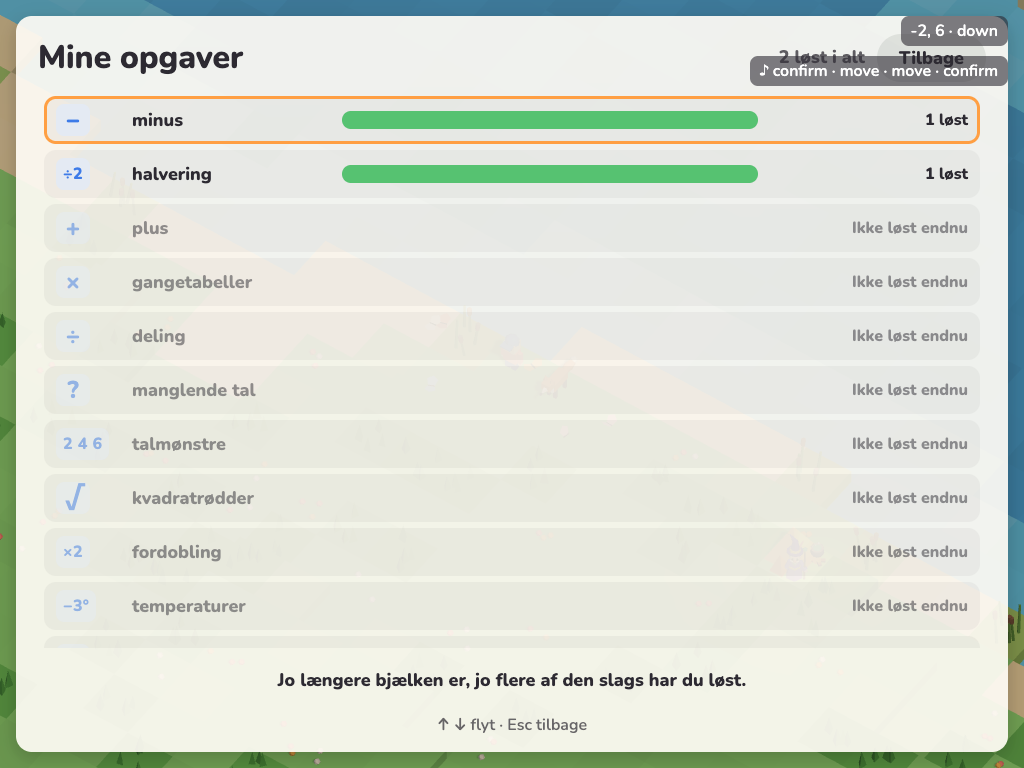 Mine opgaver
2 løst i alt
Tilbage
-2, 6 · down
♪ confirm · move · move · confirm
− minus 1 løst
÷2 halvering 1 løst
+ plus Ikke løst endnu
× gangetabeller Ikke løst endnu
÷ deling Ikke løst endnu
? manglende tal Ikke løst endnu
2 4 6 talmønstre Ikke løst endnu
√ kvadratrødder Ikke løst endnu
×2 fordobling Ikke løst endnu
−3° temperaturer Ikke løst endnu
Jo længere bjælken er, jo flere af den slags har du løst.
↑ ↓ flyt · Esc tilbage